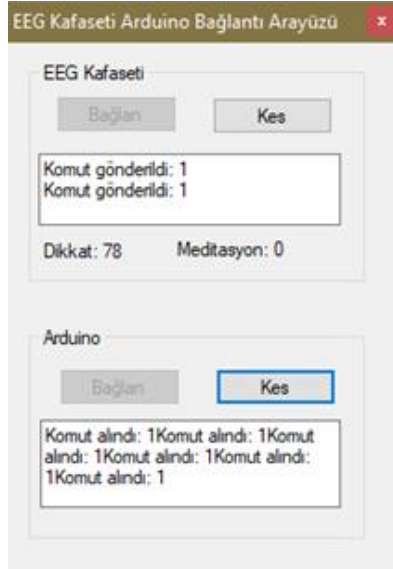 EEG Kafaseti Arduino Bağlantı Arayüzü x
EEG Kafaseti
Bağlan Kes
Komut gönderildi: 1
Komut gönderildi: 1
Dikkat: 78 Meditasyon: 0
Arduino
Bağlan Kes
Komut alındı: 1Komut alındı: 1Komut
alındı: 1Komut alındı: 1Komut alındı:
1Komut alındı: 1